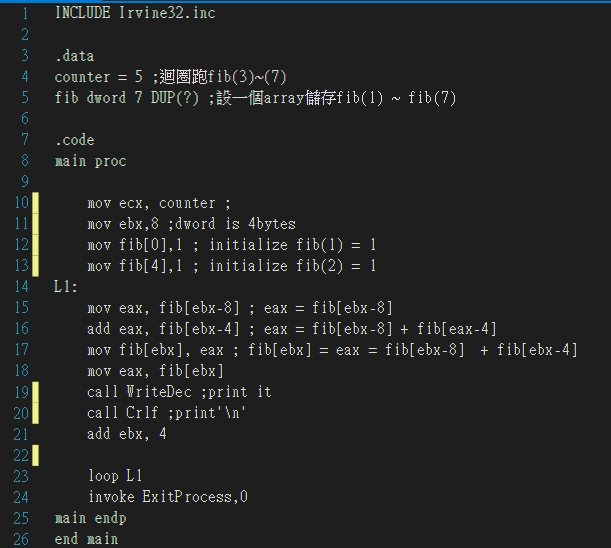 1 INCLUDE Irvine32.inc
2
3 .data
4 counter = 5 ;迴圈跑fib(3)~(7)
5 fib dword 7 DUP(?) ;設一個array儲存fib(1) ~ fib(7)
6
7 .code
8 main proc
9
10 mov ecx, counter ;
11 mov ebx,8 ;dword is 4bytes
12 mov fib[0],1 ; initialize fib(1) = 1
13 mov fib[4],1 ; initialize fib(2) = 1
14 L1:
15 mov eax, fib[ebx-8] ; eax = fib[ebx-8]
16 add eax, fib[ebx-4] ; eax = fib[ebx-8] + fib[eax-4]
17 mov fib[ebx], eax ; fib[ebx] = eax = fib[ebx-8] + fib[ebx-4]
18 mov eax, fib[ebx]
19 call WriteDec ;print it
20 call Crlf ;print'\n'
21 add ebx, 4
22
23 loop L1
24 invoke ExitProcess,0
25 main endp
26 end main